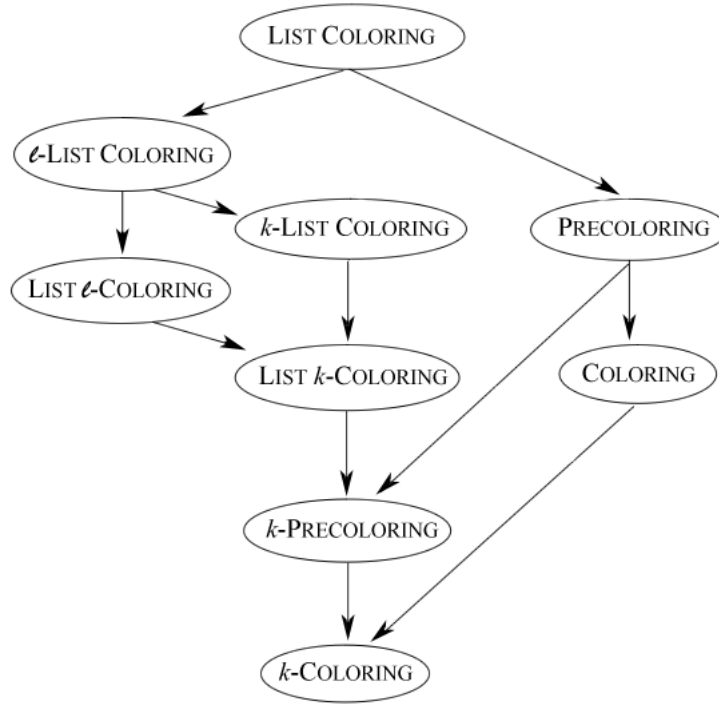 LIST COLORING
ℓ-LIST COLORING
k-LIST COLORING
PRECOLORING
LIST ℓ-COLORING
LIST k-COLORING
COLORING
k-PRECOLORING
k-COLORING